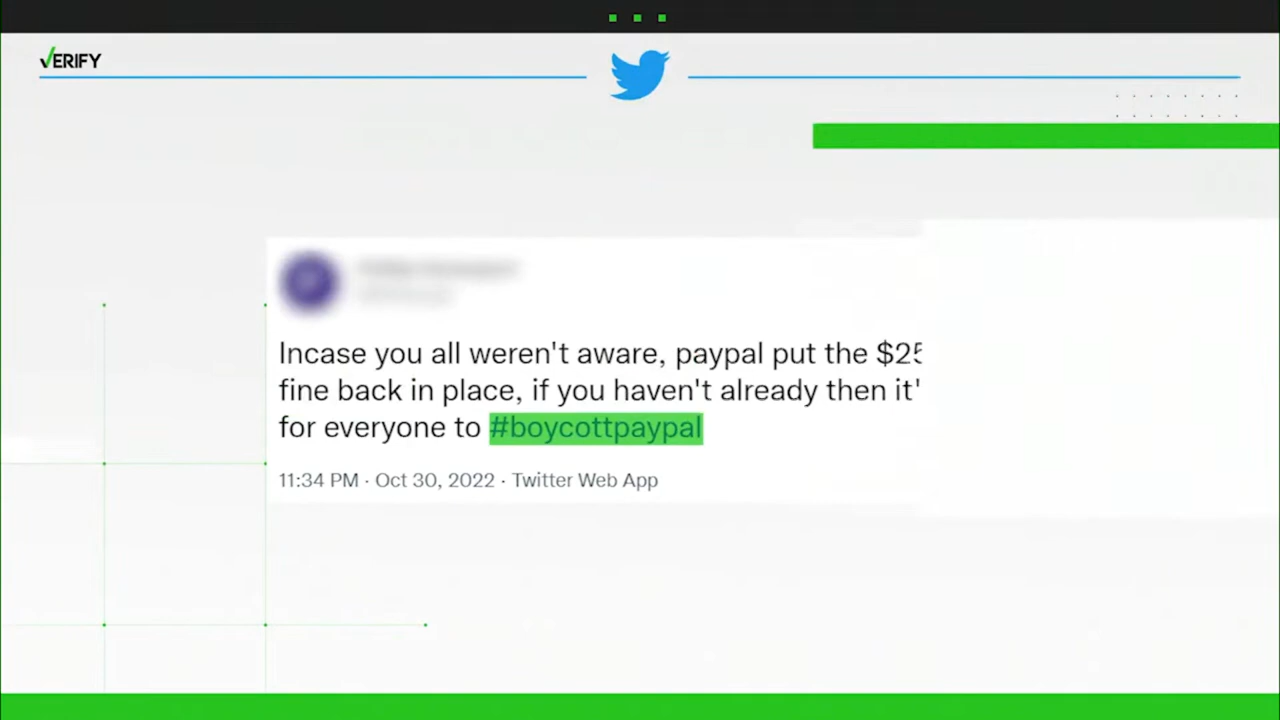 VERIFY
Incase you all weren't aware, paypal put the $25
fine back in place, if you haven't already then it'
for everyone to #boycottpaypal
11:34 PM · Oct 30, 2022 · Twitter Web App